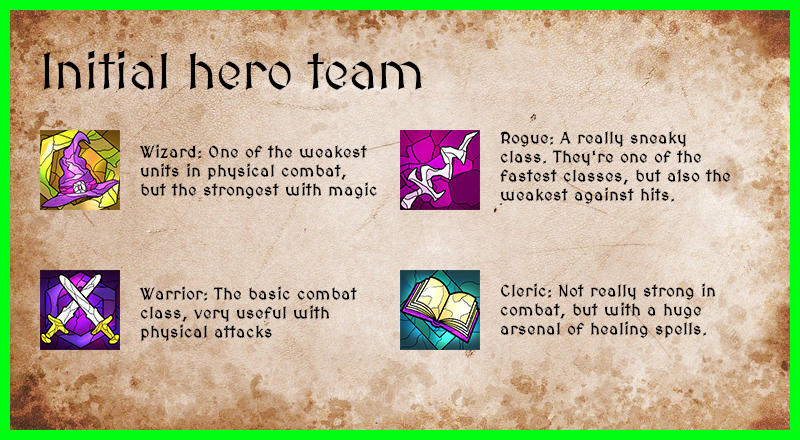 Initial hero team
Wizard: One of the weakest
units in physical combat,
but the strongest with magic
Rogue: A really sneaky
class. They're one of the
fastest classes, but also the
weakest against hits.
Warrior: The basic combat
class, very useful with
physical attacks
Cleric: Not really strong in
combat, but with a huge
arsenal of healing spells.